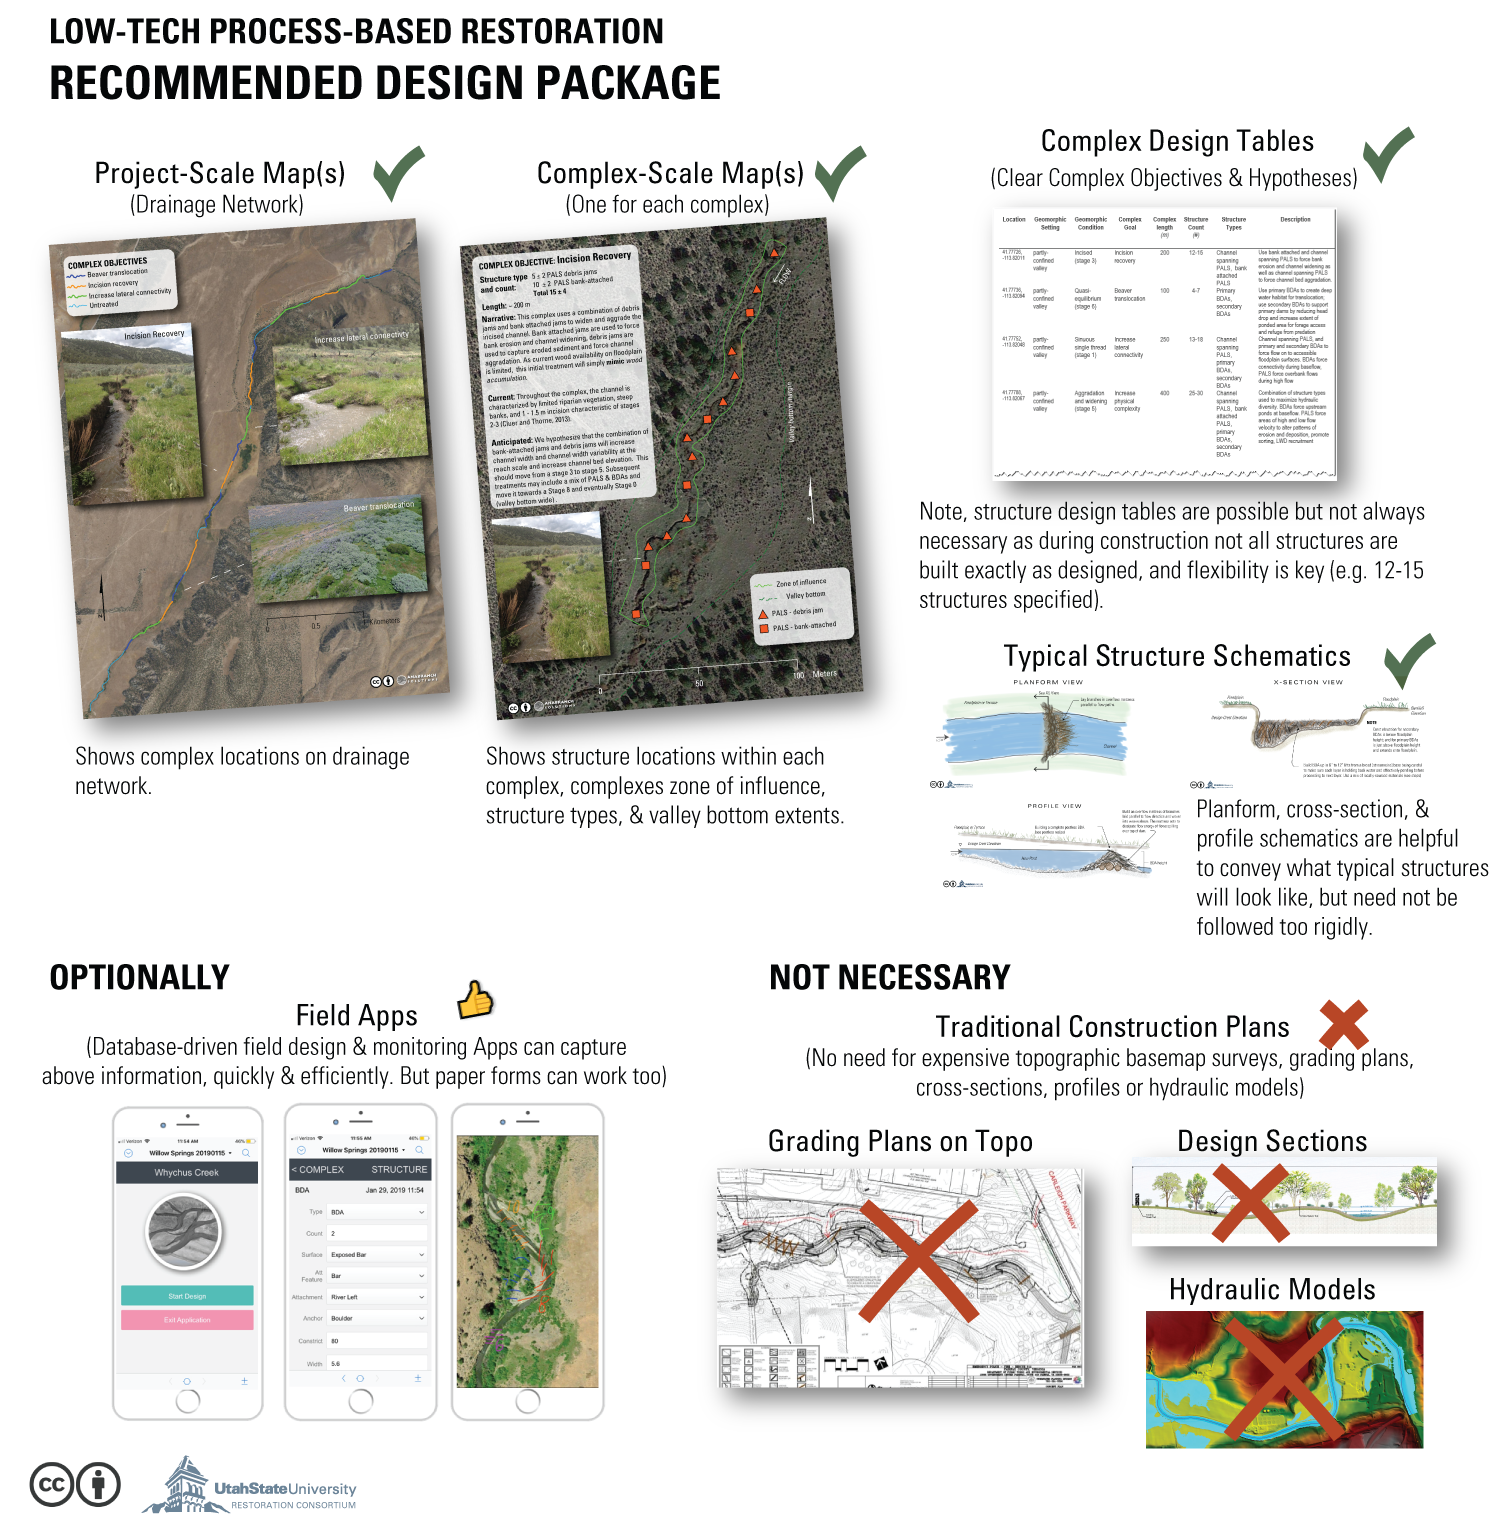 LOW-TECH PROCESS-BASED RESTORATION
RECOMMENDED DESIGN PACKAGE
Project-Scale Map(s)
(Drainage Network)
COMPLEX OBJECTIVES
Beaver translocation
Incision recovery
Increase lateral connectivity
Untreated
Incision Recovery
Increase lateral connectivity
Beaver translocation
0
0.5
Kilometers
Shows complex locations on drainage
network.
Complex-Scale Map(s)
(One for each complex)
COMPLEX OBJECTIVE: Incision Recovery
Structure type 5 ± 2 PALS debris jams
and count: 10 ± 2 PALS bank-attached
Total 15 ± 4
Length: ~ 200 m
Narrative: This complex uses a combination of debris
jams and bank attached jams to widen and aggrade the
incised channel. Bank attached jams are used to force
bank erosion and channel widening, debris jams are
used to capture eroded sediment and force channel
aggradation. As current wood availability on floodplain
is limited, this initial treatment will simply mimic wood
accumulation.
Current: Throughout the complex, the channel is
characterized by limited riparian vegetation, steep
banks, and 1 - 1.5 m incision characteristic of stages
2-3 (Cluer and Thorne, 2013).
Anticipated: We hypothesize that the combination of
bank-attached jams and debris jams will increase
channel width and channel width variability at the
reach scale and increase channel bed elevation. This
should move from a stage 3 to stage 5. Subsequent
treatments may include a mix of PALS & BDAs and
move it towards a Stage 8 and eventually Stage 0
(valley bottom wide).
FLOW
Valley bottom margin
N
Zone of influence
Valley bottom
PALS - debris jam
PALS - bank-attached
0
50
100 Meters
Shows structure locations within each
complex, complexes zone of influence,
structure types, & valley bottom extents.
Complex Design Tables
(Clear Complex Objectives & Hypotheses)
Location Geomorphic Setting Geomorphic Condition Complex Goal Complex length (m) Structure Count (#) Structure Types Description
partly-confined valley Incised (stage 3) Incision recovery 200 12-15 Channel spanning PALS, bank attached PALS Use bank attached and channel spanning PALS to force bank erosion and channel widening as well as channel spanning PALS to force channel bed aggradation.
partly-confined valley Quasi-equilibrium (stage 6) Beaver translocation 100 4-7 Primary BDAs, secondary BDAs Use primary BDAs to create deep water habitat for translocation; use secondary BDAs to support primary dams by reducing head drop and increase extent of ponded area for forage access and refuge from predation
partly-confined valley Sinuous single thread (stage 1) Increase lateral connectivity 250 13-18 Channel spanning PALS, primary BDAs, secondary BDAs Channel spanning PALS, and primary and secondary BDAs to force flow on to accessible floodplain surfaces. BDAs force connectivity during baseflow, PALS force overbank flows during high flow
partly-confined valley Aggradation and widening (stage 5) Increase physical complexity 400 25-30 Channel spanning PALS, bank attached PALS, primary BDAs, secondary BDAs Combination of structure types used to maximize hydraulic diversity. BDAs force upstream ponds at baseflow. PALS force areas of high and low flow velocity to alter patterns of erosion and deposition, promote sorting, LWD recruitment
Note, structure design tables are possible but not always
necessary as during construction not all structures are
built exactly as designed, and flexibility is key (e.g. 12-15
structures specified).
Typical Structure Schematics
PLANFORM VIEW
X-SECTION VIEW
NOTE
PROFILE VIEW
Planform, cross-section, &
profile schematics are helpful
to convey what typical structures
will look like, but need not be
followed too rigidly.
OPTIONALLY
Field Apps
(Database-driven field design & monitoring Apps can capture
above information, quickly & efficiently. But paper forms can work too)
Verizon 11:54 AM 46%
Willow Springs 20190115
Whychus Creek
Start Design
Exit Application
Verizon 11:55 AM 46%
Willow Springs 20190115
< COMPLEX STRUCTURE
BDA Jan 29, 2019 11:54
Type BDA
Count 2
Surface Exposed Bar
Att Feature Bar
Attachment River Left
Anchor Boulder
Constrict 80
Width 5.6
NOT NECESSARY
Traditional Construction Plans
(No need for expensive topographic basemap surveys, grading plans,
cross-sections, profiles or hydraulic models)
Grading Plans on Topo
CARLEIGH PARKWAY
Design Sections
Hydraulic Models
cc
UtahStateUniversity
RESTORATION CONSORTIUM